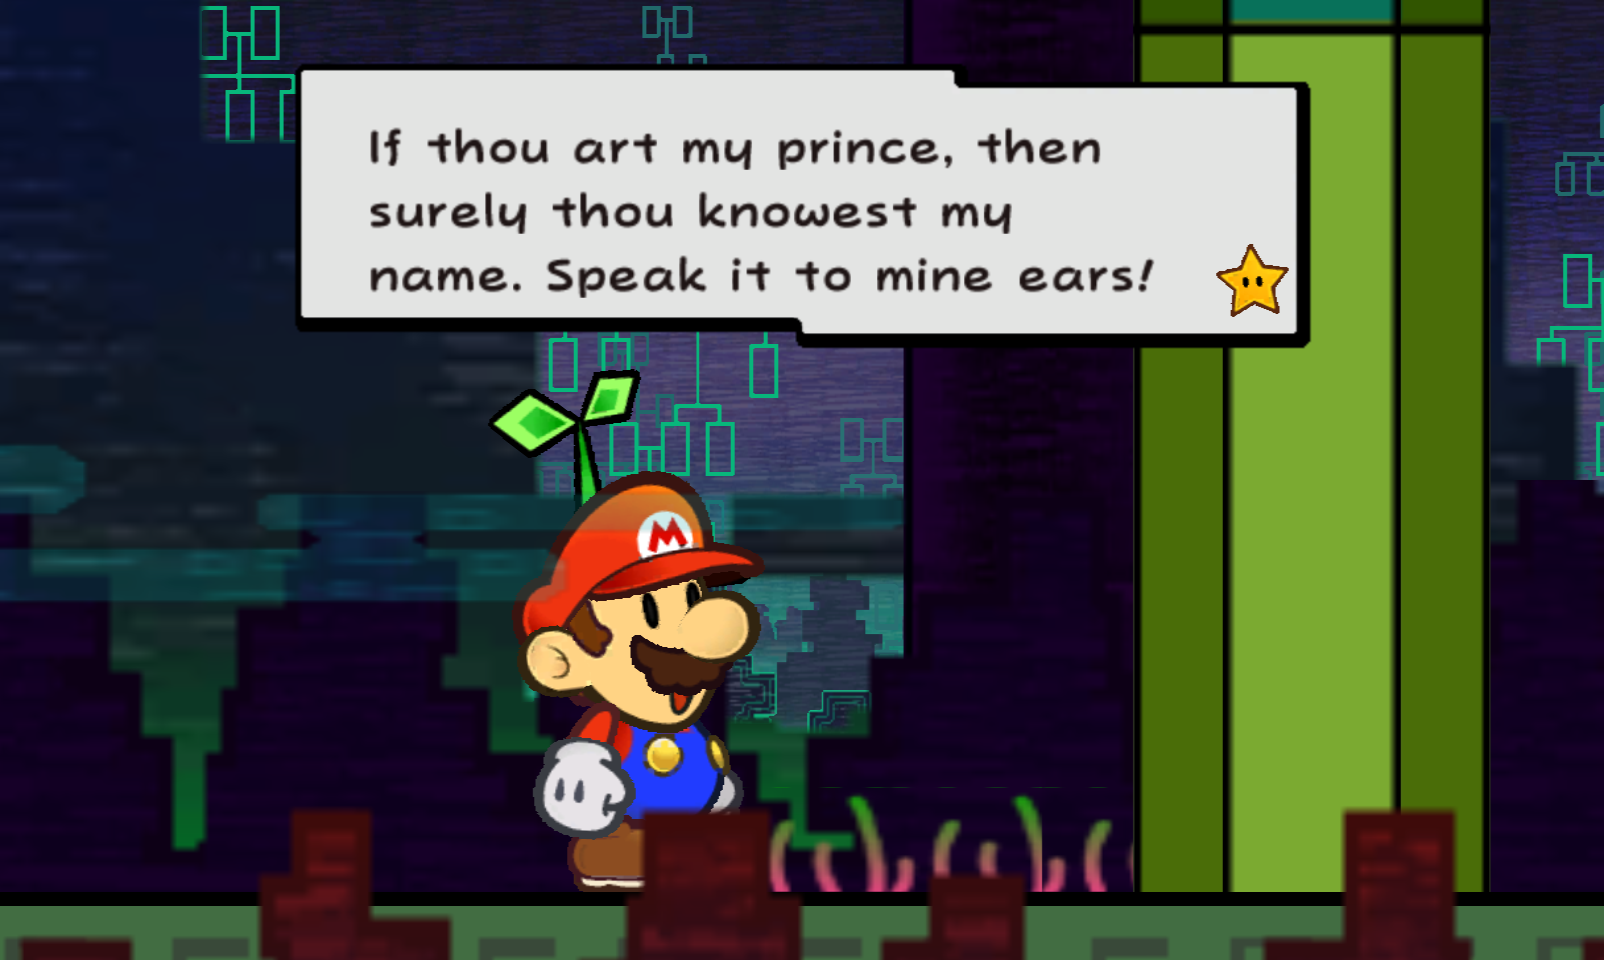 If thou art my prince, then
surely thou knowest my
name. Speak it to mine ears!
M